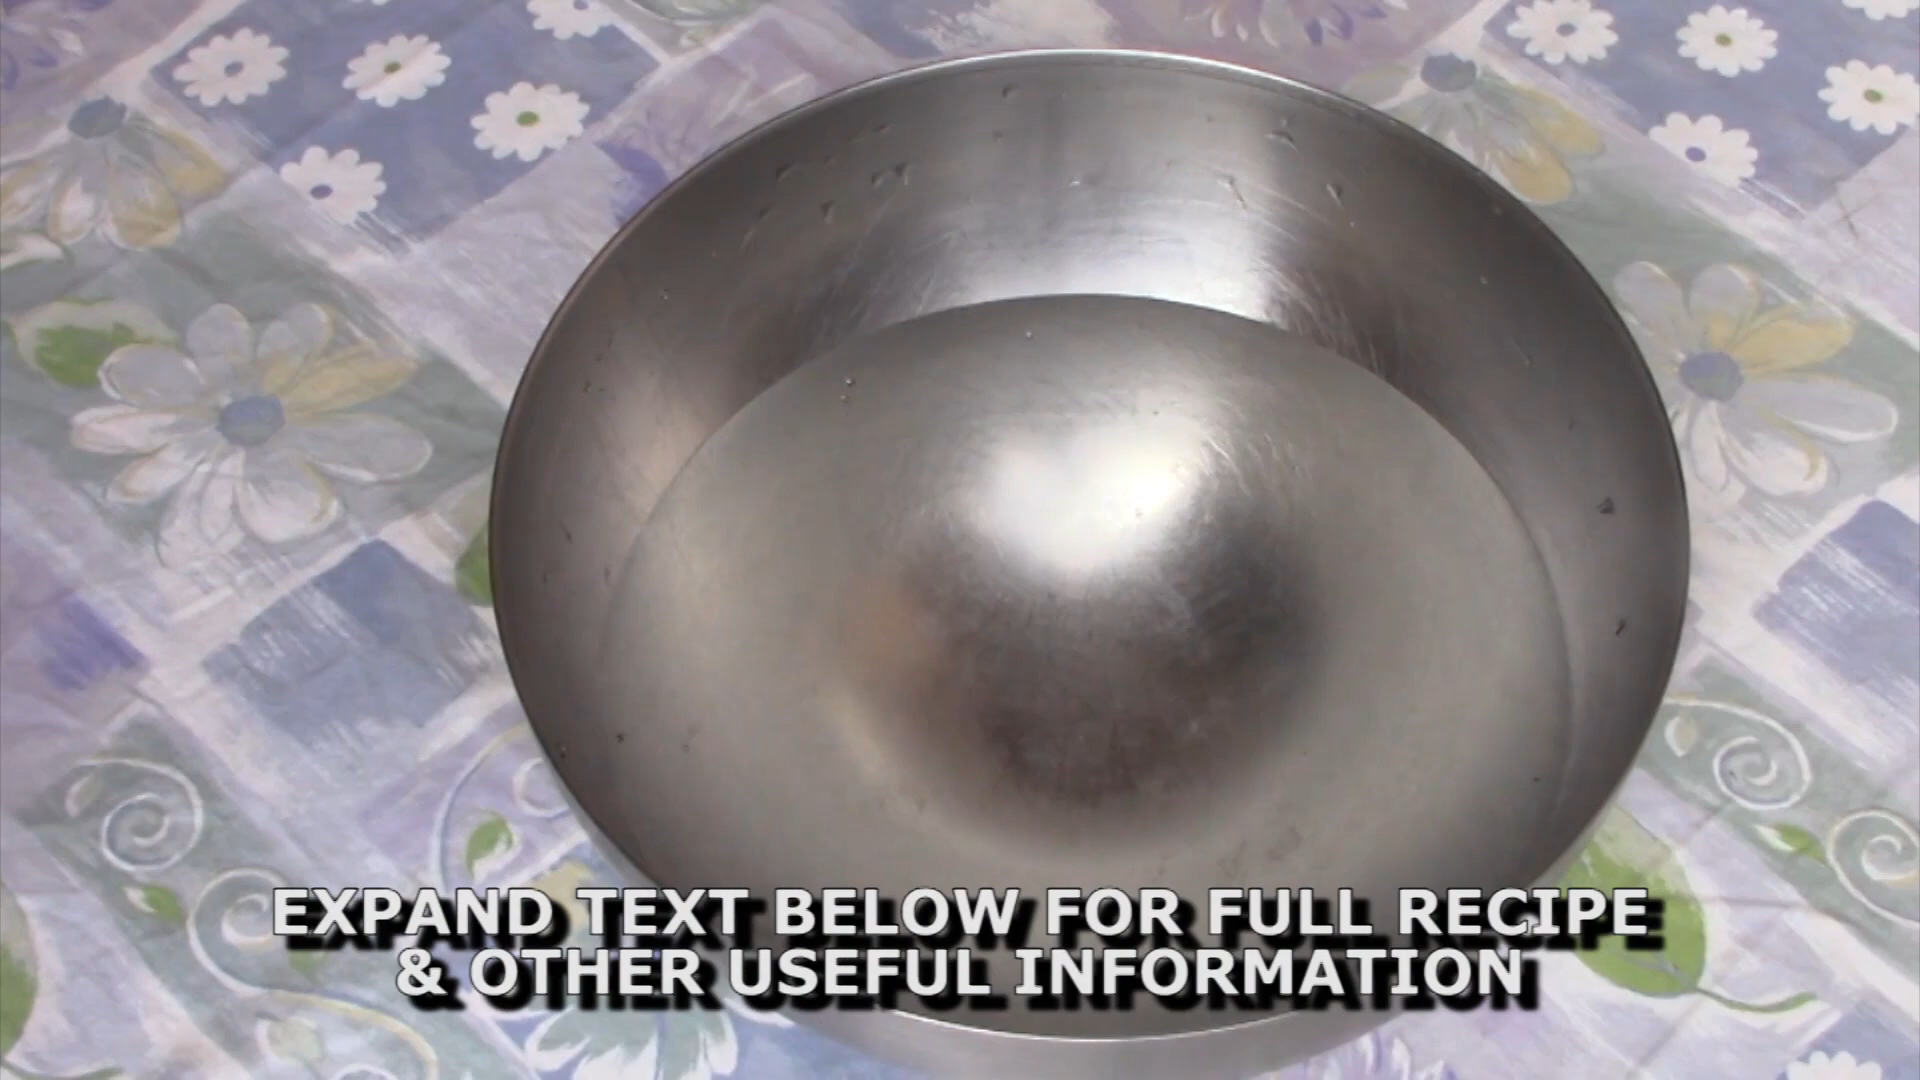 EXPAND TEXT BELOW FOR FULL RECIPE
& OTHER USEFUL INFORMATION